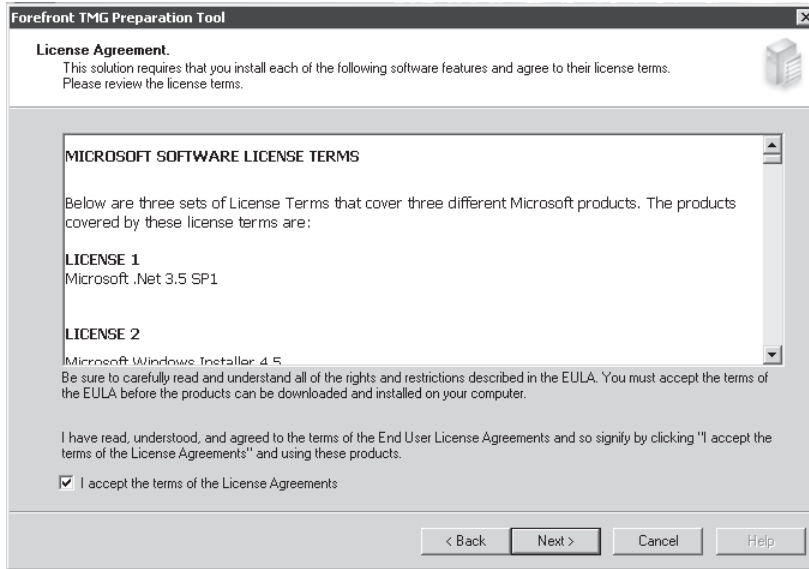 Forefront TMG Preparation Tool
License Agreement.
This solution requires that you install each of the following software features and agree to their license terms.
Please review the license terms.
MICROSOFT SOFTWARE LICENSE TERMS
Below are three sets of License Terms that cover three different Microsoft products. The products
covered by these license terms are:
LICENSE 1
Microsoft .Net 3.5 SP1
LICENSE 2
Microsoft Windows Installer 4.5
Be sure to carefully read and understand all of the rights and restrictions described in the EULA. You must accept the terms of
the EULA before the products can be downloaded and installed on your computer.
I have read, understood, and agreed to the terms of the End User License Agreements and so signify by clicking "I accept the
terms of the License Agreements" and using these products.
I accept the terms of the License Agreements
< Back Next > Cancel Help